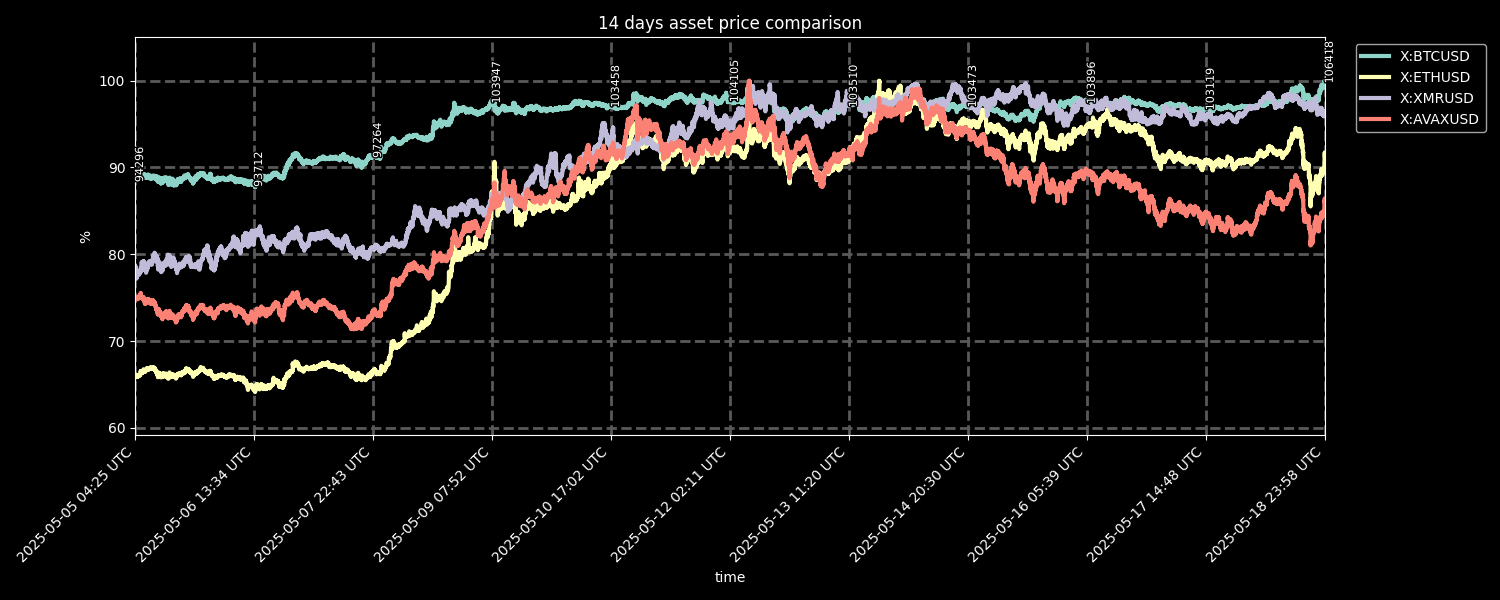 14 days asset price comparison
X:BTCUSD
X:ETHUSD
X:XMRUSD
X:AVAXUSD
100
90
80
70
60
%
94296
93712
97264
103947
103458
104105
103510
103473
103896
103119
106418
2025-05-05 04:25 UTC
2025-05-06 13:34 UTC
2025-05-07 22:43 UTC
2025-05-09 07:52 UTC
2025-05-10 17:02 UTC
2025-05-12 02:11 UTC
2025-05-13 11:20 UTC
2025-05-14 20:30 UTC
2025-05-16 05:39 UTC
2025-05-17 14:48 UTC
2025-05-18 23:58 UTC
time